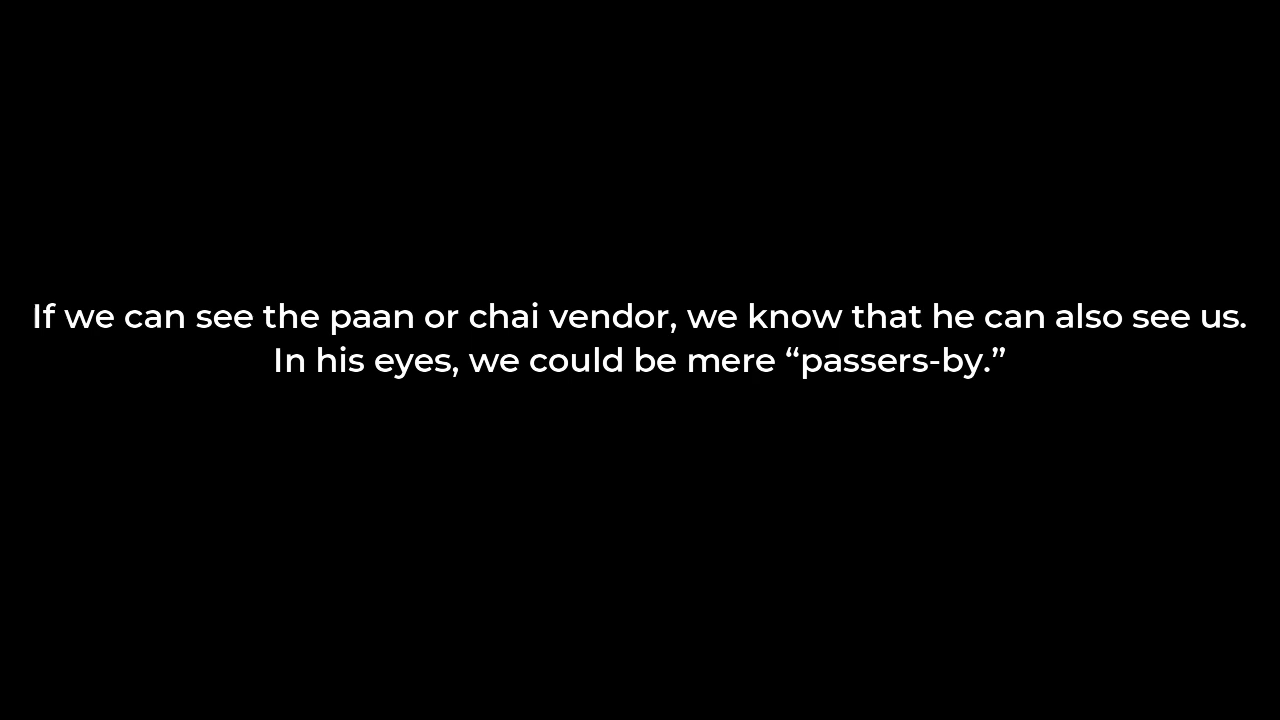 If we can see the paan or chai vendor, we know that he can also see us.
In his eyes, we could be mere “passers-by.”